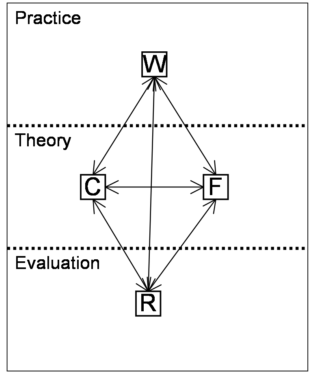 Practice
W
Theory
C F
Evaluation
R